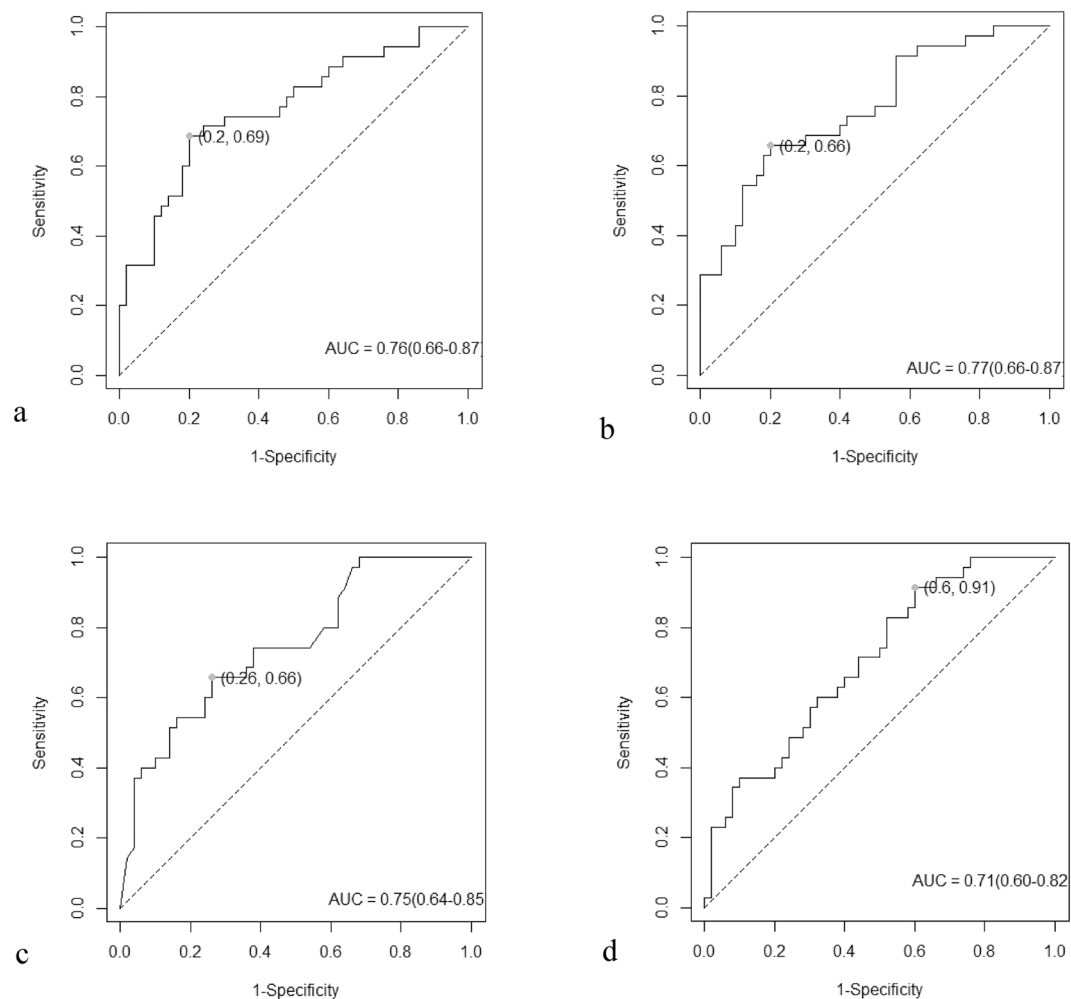 1.0
0.8
0.6
0.4
0.2
0.0
Sensitivity
(0.2, 0.69)
AUC = 0.76(0.66-0.87)
0.0 0.2 0.4 0.6 0.8 1.0
1-Specificity
a
1.0
0.8
0.6
0.4
0.2
0.0
Sensitivity
(0.2, 0.66)
AUC = 0.77(0.66-0.87)
0.0 0.2 0.4 0.6 0.8 1.0
1-Specificity
b
1.0
0.8
0.6
0.4
0.2
0.0
Sensitivity
(0.26, 0.66)
AUC = 0.75(0.64-0.85
0.0 0.2 0.4 0.6 0.8 1.0
1-Specificity
c
1.0
0.8
0.6
0.4
0.2
0.0
Sensitivity
(0.6, 0.91)
AUC = 0.71(0.60-0.82
0.0 0.2 0.4 0.6 0.8 1.0
1-Specificity
d